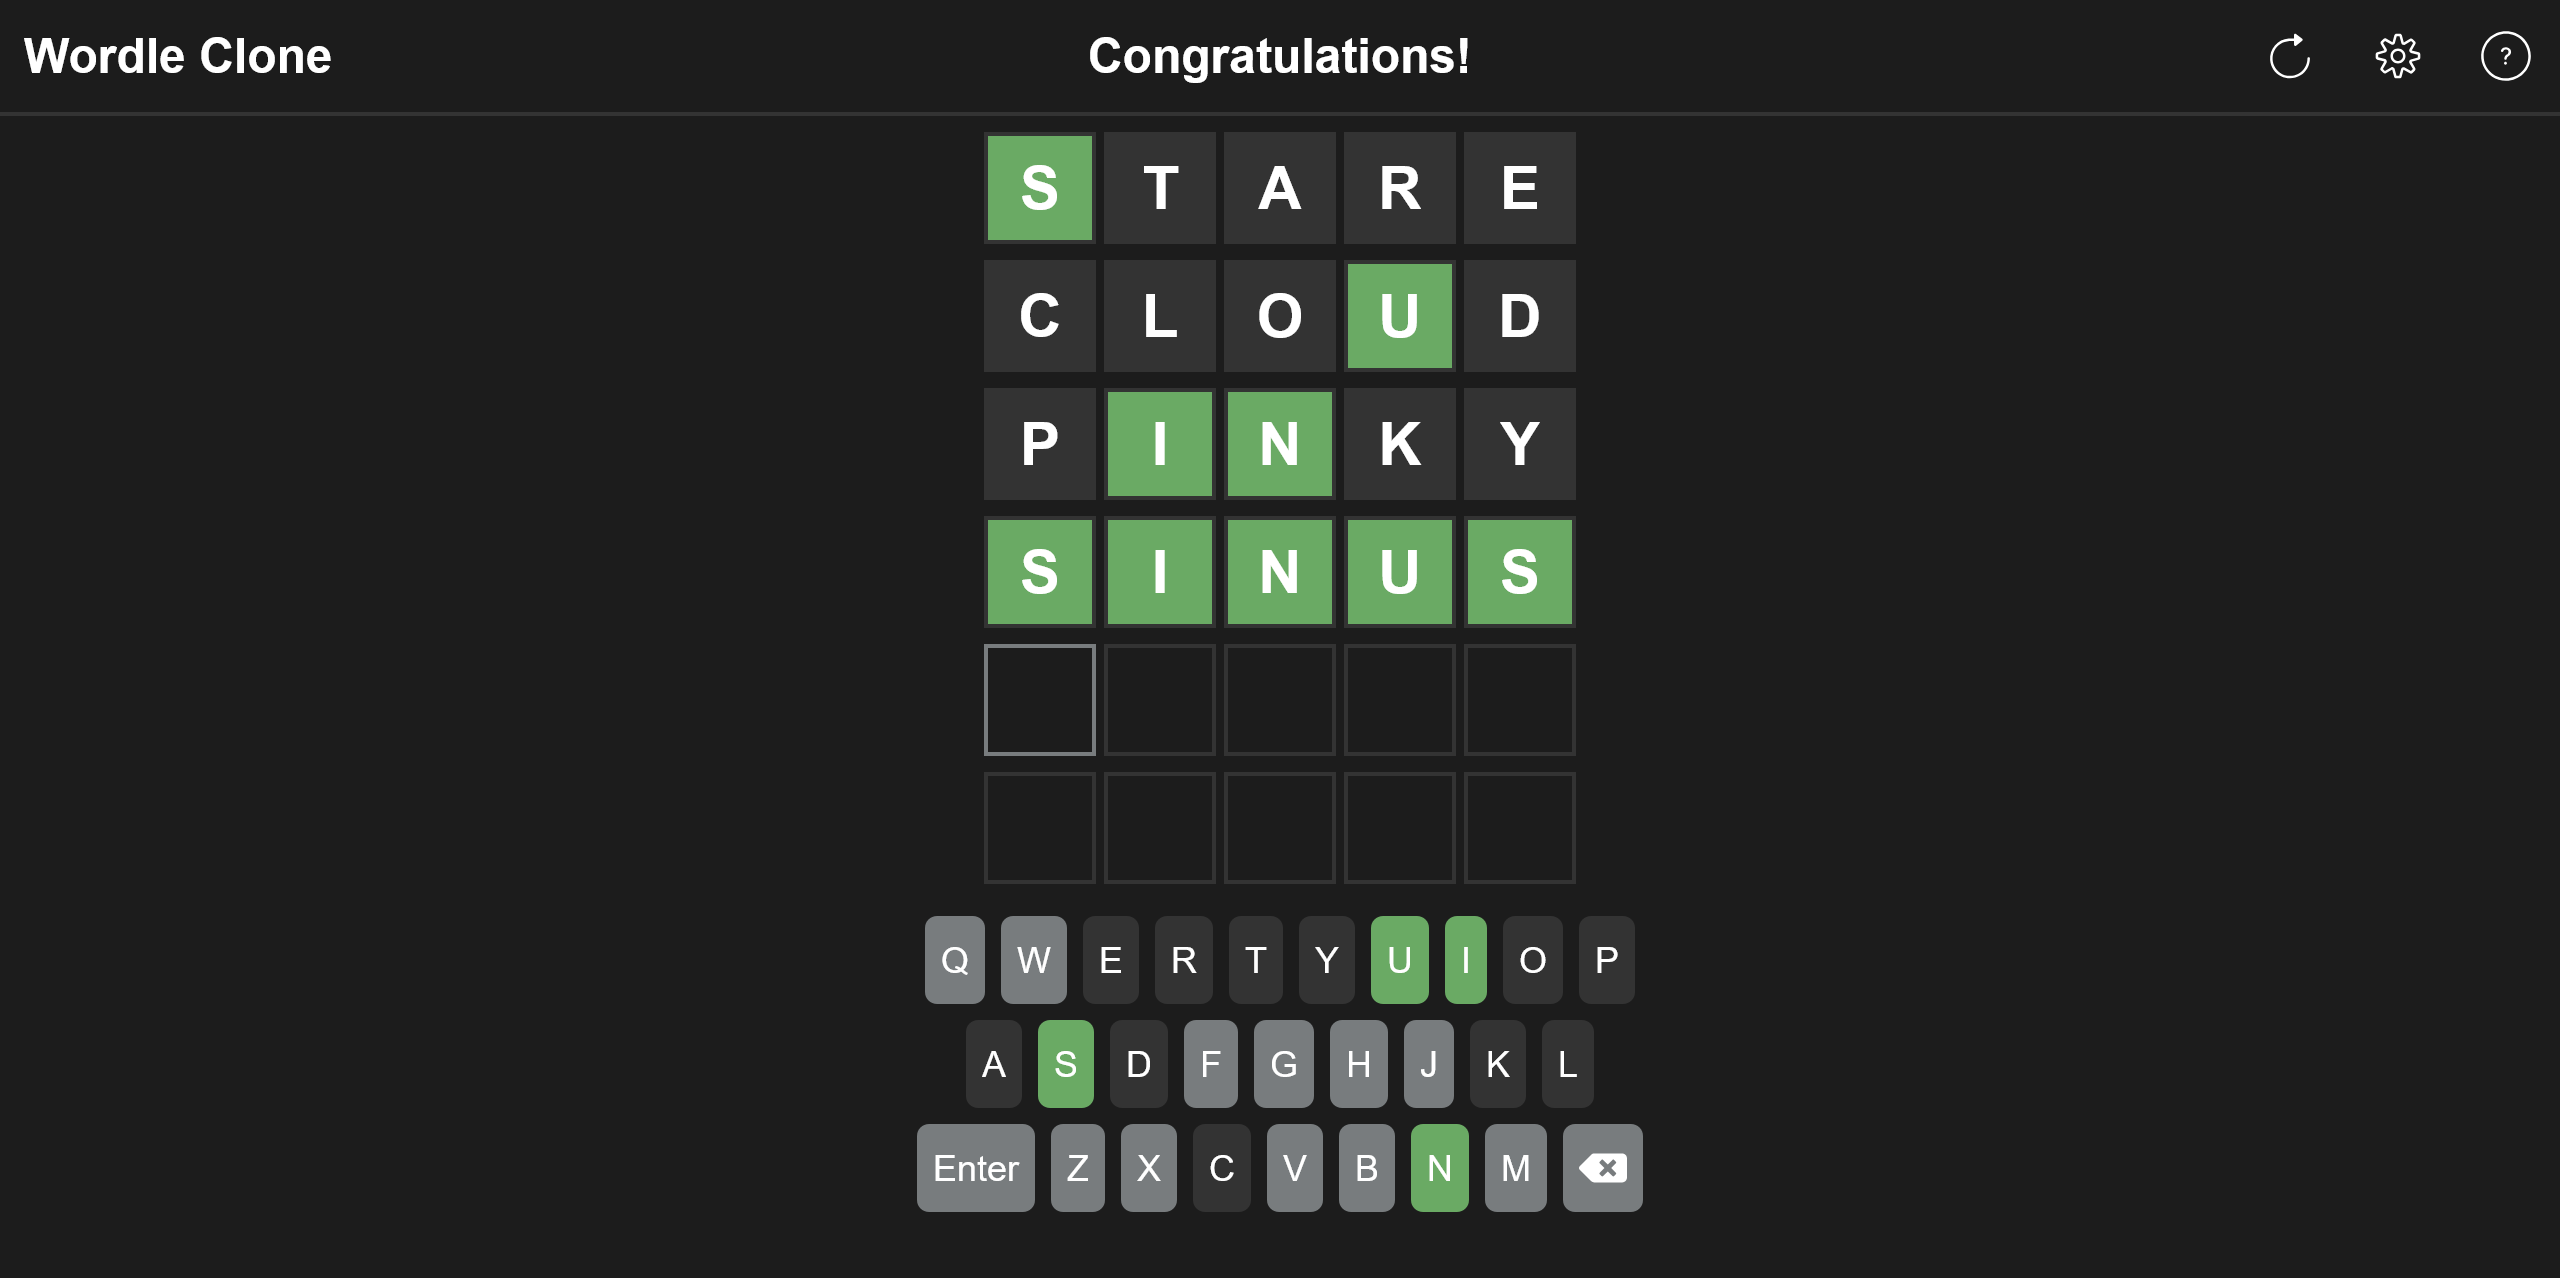 Wordle Clone
Congratulations!
?
S T A R E
C L O U D
P I N K Y
S I N U S
Q W E R T Y U I O P
A S D F G H J K L
Enter Z X C V B N M